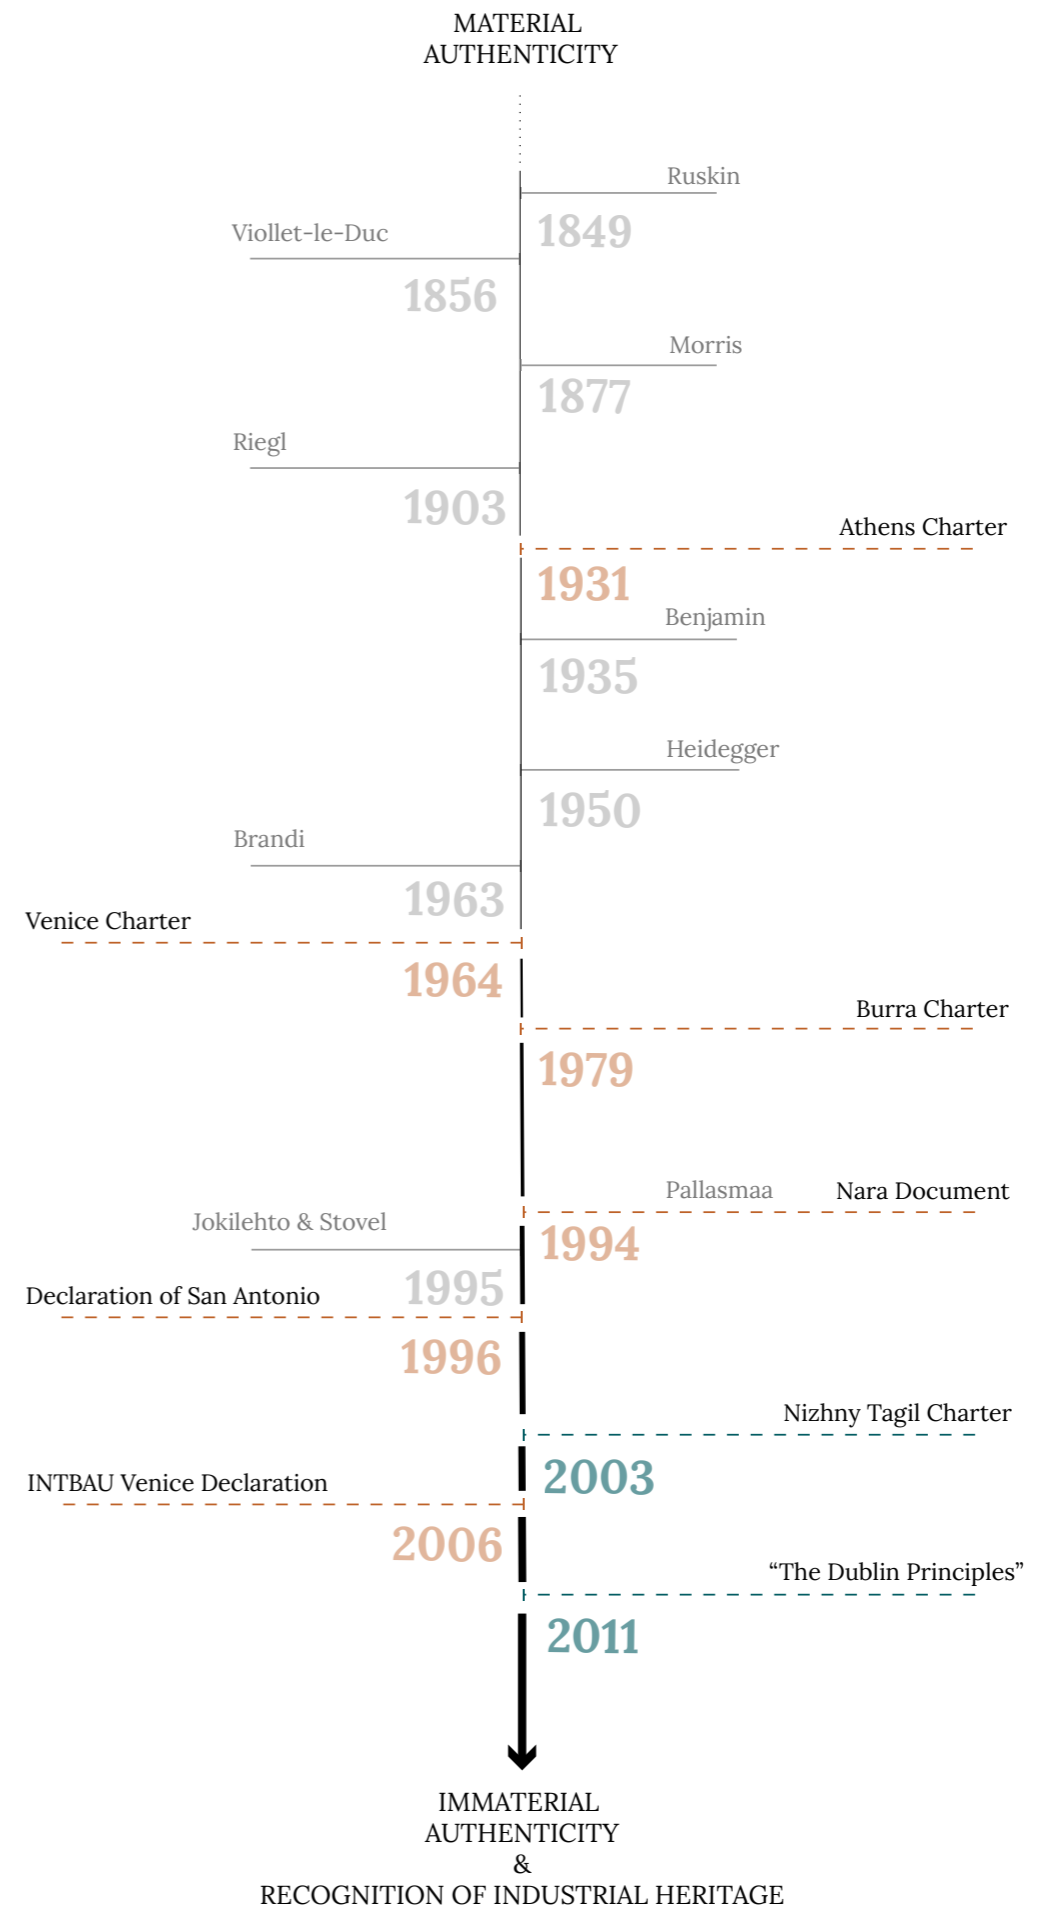 MATERIAL
AUTHENTICITY
Ruskin
1849
Viollet-le-Duc
1856
Morris
1877
Riegl
1903
Athens Charter
1931
Benjamin
1935
Heidegger
1950
Brandi
1963
Venice Charter
1964
Burra Charter
1979
Pallasmaa Nara Document
1994
Jokilehto & Stovel
1995
Declaration of San Antonio
1996
Nizhny Tagil Charter
2003
INTBAU Venice Declaration
2006
“The Dublin Principles”
2011
IMMATERIAL
AUTHENTICITY
&
RECOGNITION OF INDUSTRIAL HERITAGE